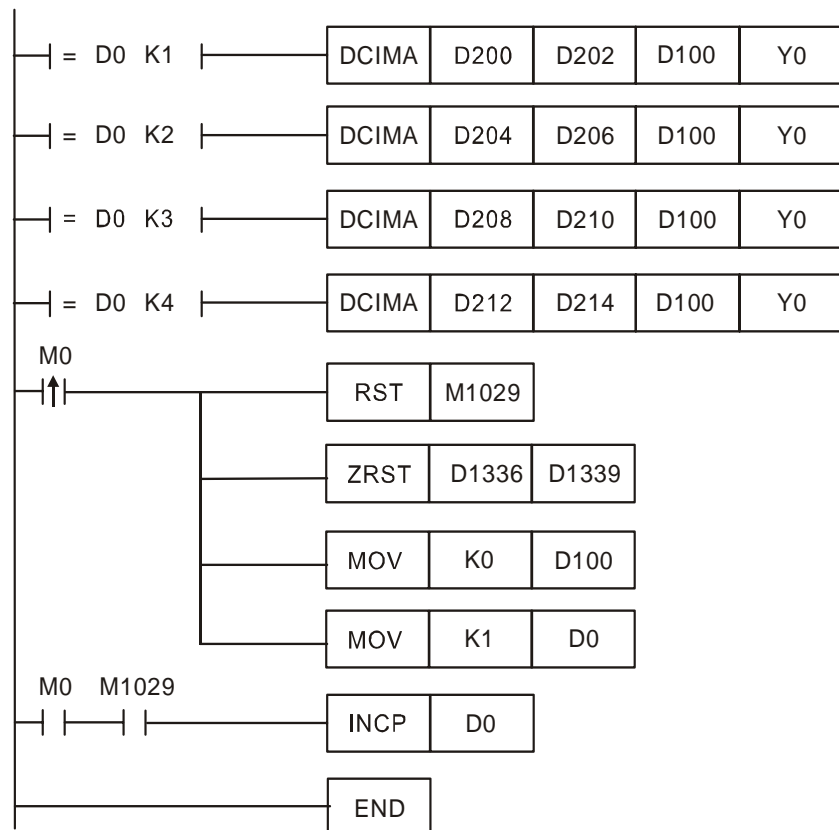 = D0 K1 DCIMA D200 D202 D100 Y0
= D0 K2 DCIMA D204 D206 D100 Y0
= D0 K3 DCIMA D208 D210 D100 Y0
= D0 K4 DCIMA D212 D214 D100 Y0
M0
RST M1029
ZRST D1336 D1339
MOV K0 D100
MOV K1 D0
M0 M1029
INCP D0
END